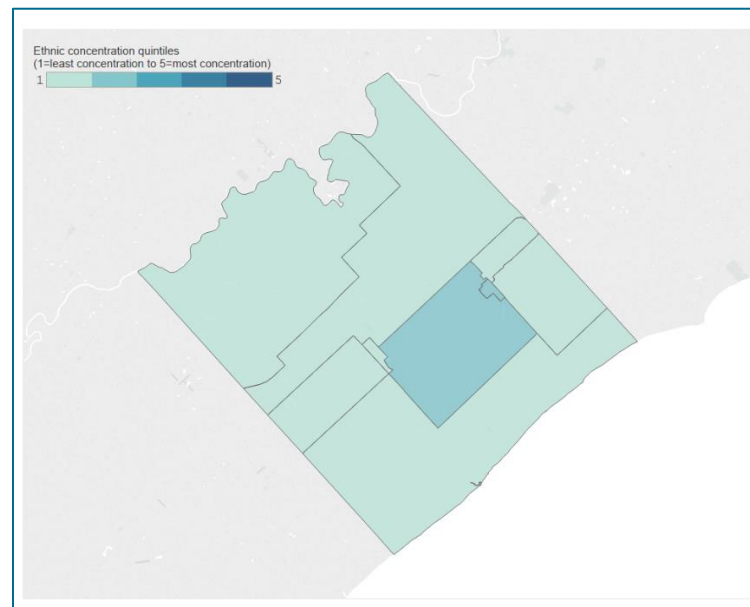 Ethnic concentration quintiles
(1=least concentration to 5=most concentration)
1 5